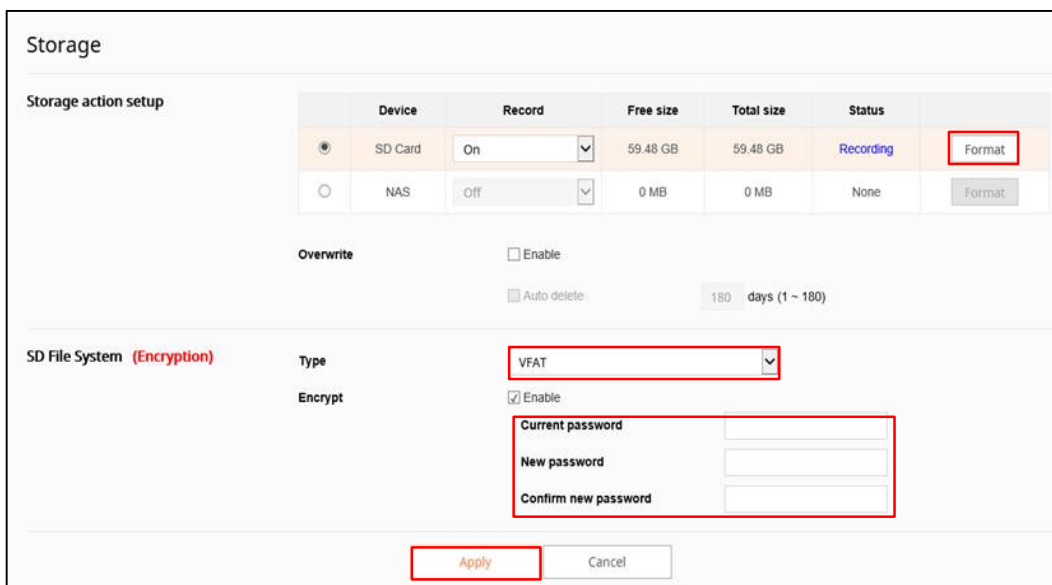 Storage
Storage action setup
Device Record Free size Total size Status
SD Card On 59.48 GB 59.48 GB Recording Format
NAS Off 0 MB 0 MB None Format
Overwrite Enable
Auto delete 180 days (1 ~ 180)
SD File System (Encryption) Type VFAT
Encrypt Enable
Current password
New password
Confirm new password
Apply Cancel